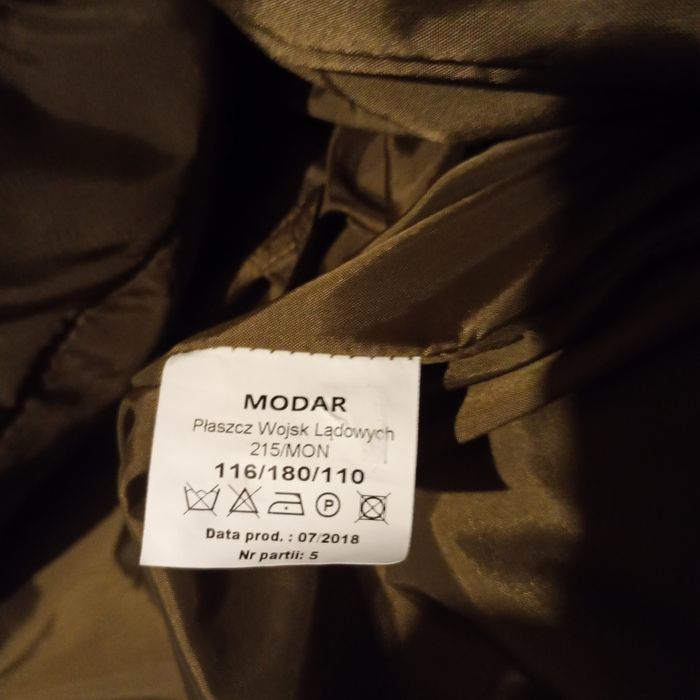 MODAR
Płaszcz Wojsk Lądowych
215/MON
116/180/110
P
Data prod. : 07/2018
Nr partii: 5